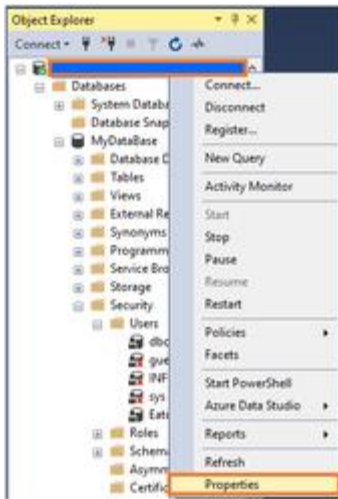 Object Explorer
Connect
Databases
System Databa
Database Snap
MyDataBase
Database D
Tables
Views
External Re
Synonyms
Programm
Service Bro
Storage
Security
Users
dbo
gue
INF
sys
Eat
Roles
Schem
Asymm
Certific
Connect...
Disconnect
Register...
New Query
Activity Monitor
Start
Stop
Pause
Resume
Restart
Policies
Facets
Start PowerShell
Azure Data Studio
Reports
Refresh
Properties